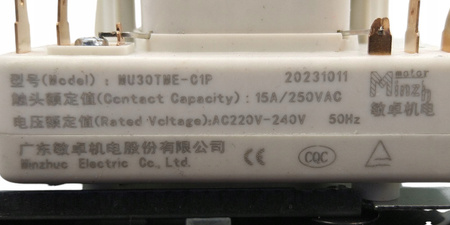 型号(Model): MU30TME-C1P 20231011
motor
Minzh
触头额定值(Contact Capacity): 15A/250VAC
敏卓机电
电压额定值(Rated Voltage):AC220V-240V 50Hz
广东敏卓机电股份有限公司
Minzhuo Electric Co.,Ltd.
CE CQC